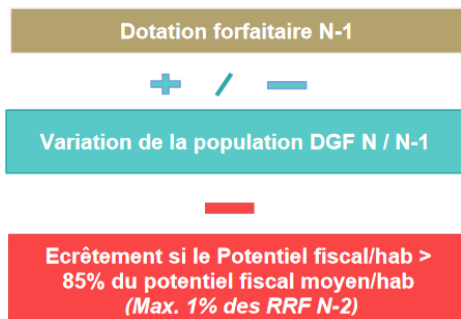 Dotation forfaitaire N-1
+ / −
Variation de la population DGF N / N-1
−
Ecrêtement si le Potentiel fiscal/hab >
85% du potentiel fiscal moyen/hab
(Max. 1% des RRF N-2)